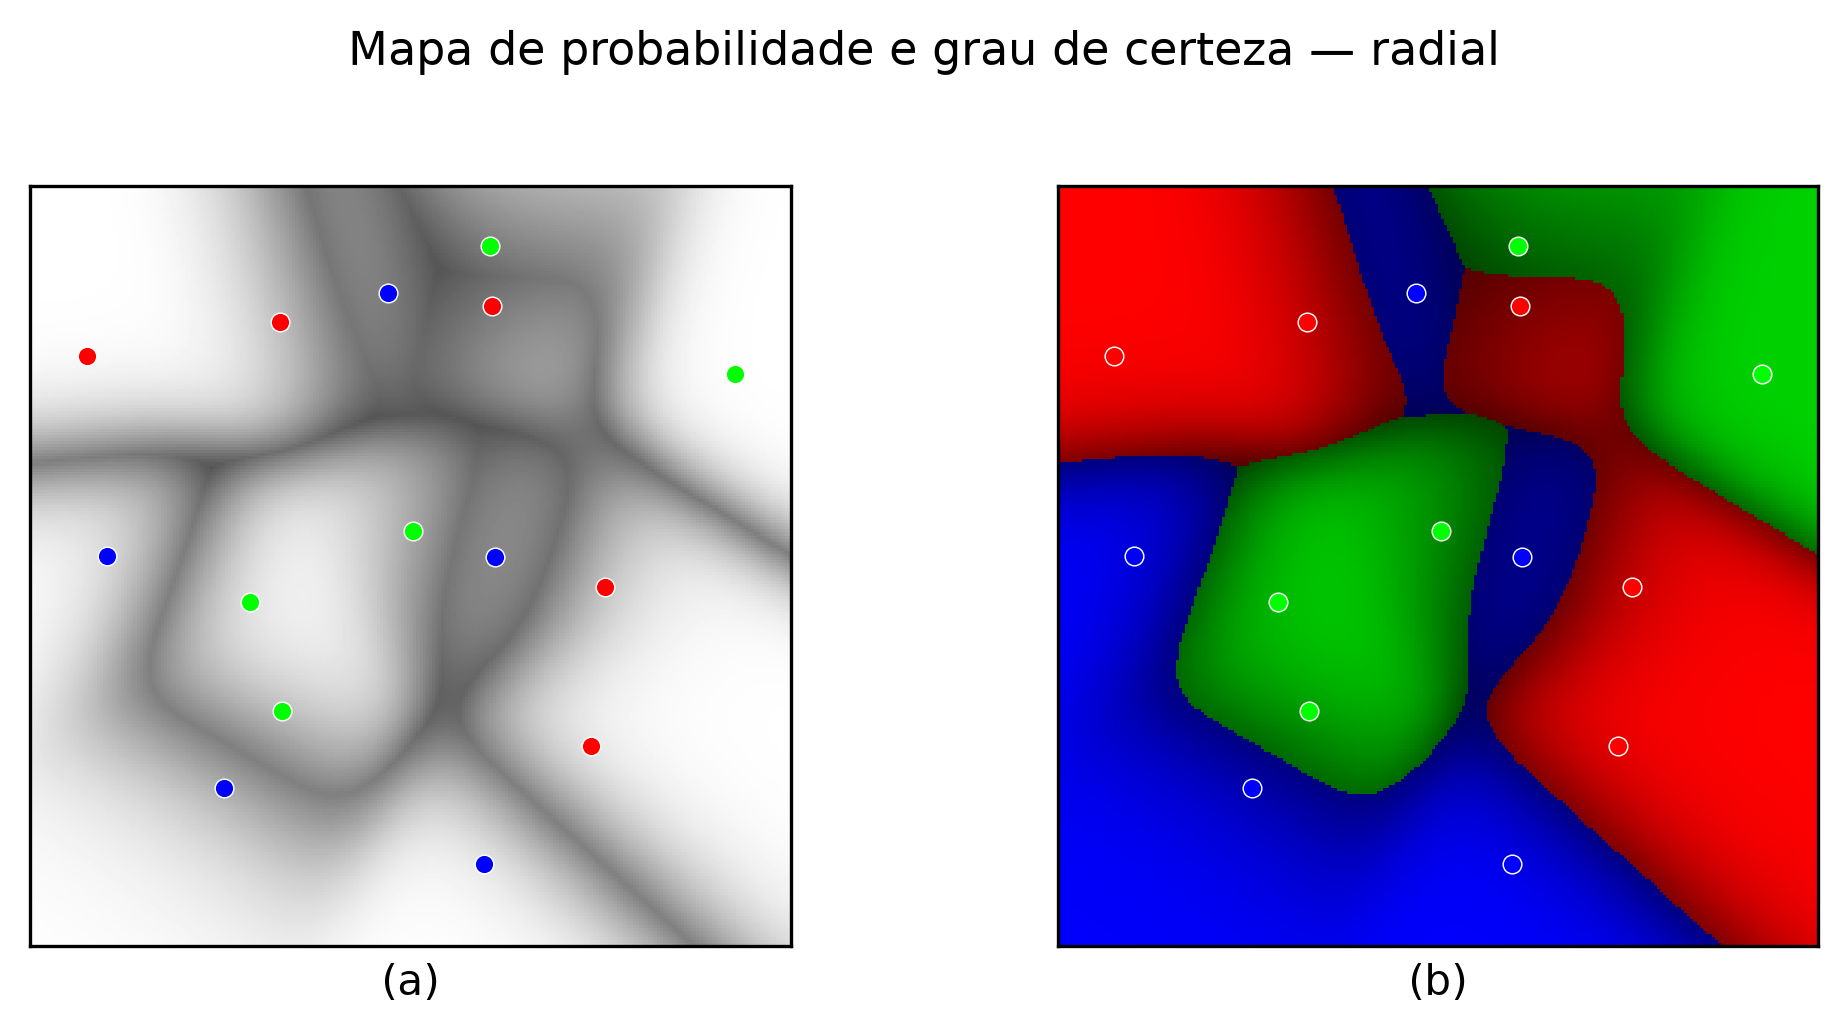 Mapa de probabilidade e grau de certeza — radial
(a)
(b)